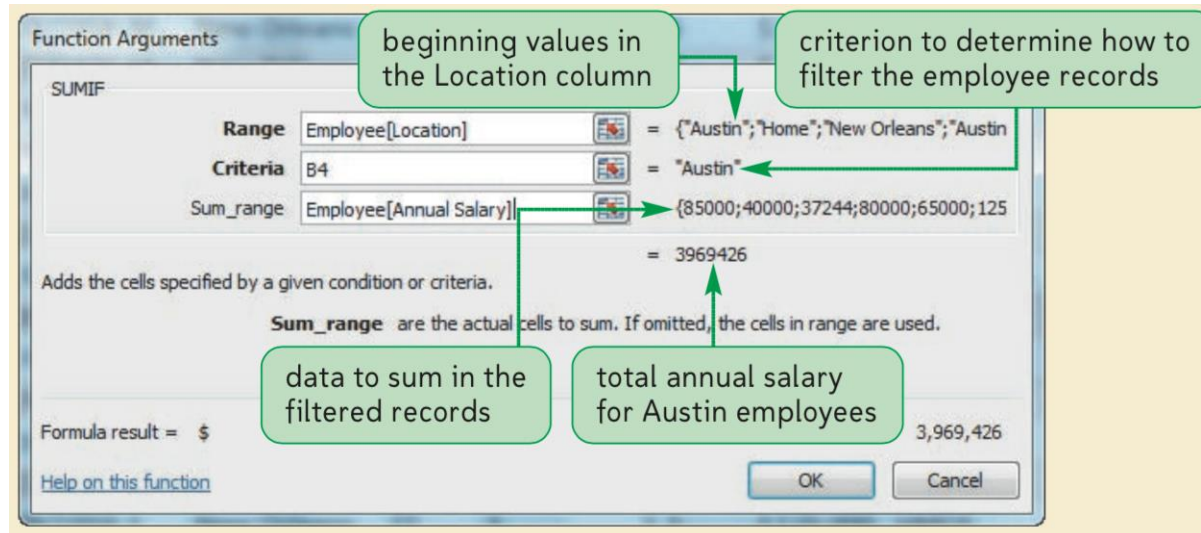 Function Arguments
beginning values in
the Location column
criterion to determine how to
filter the employee records
SUMIF
Range Employee[Location] = {"Austin";"Home";"New Orleans";"Austin
Criteria B4 = "Austin"
Sum_range Employee[Annual Salary] = {85000;40000;37244;80000;65000;125
= 3969426
Adds the cells specified by a given condition or criteria.
Sum_range are the actual cells to sum. If omitted, the cells in range are used.
data to sum in the
filtered records
total annual salary
for Austin employees
Formula result = $ 3,969,426
Help on this function
OK
Cancel